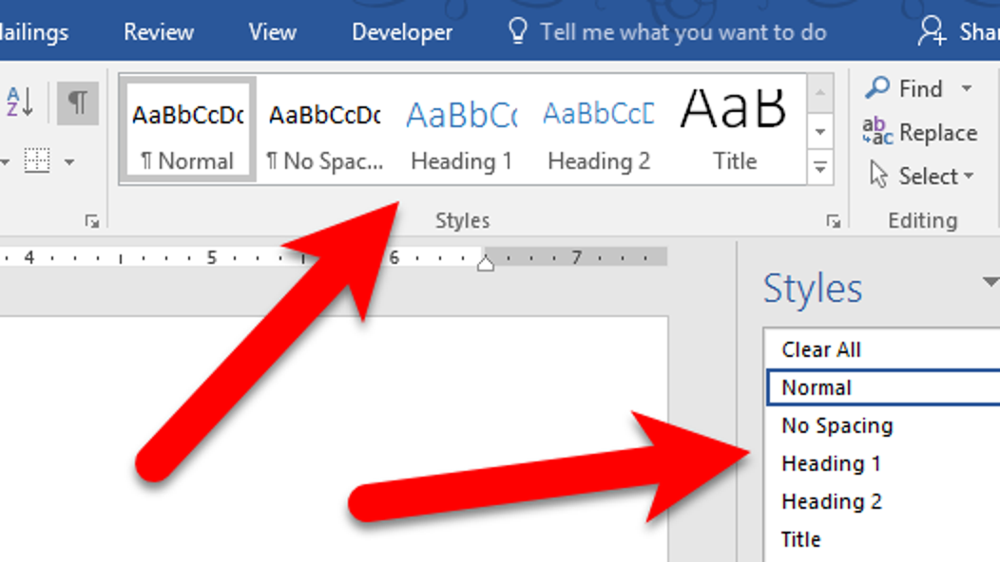 ailings Review View Developer Tell me what you want to do Shar
A
Z
¶
AaBbCcDc AaBbCcDc AaBbCc AaBbCcD AaB
¶ Normal ¶ No Spac... Heading 1 Heading 2 Title
Styles
Find
ab
ac Replace
Select
Editing
4 5 6 7
Styles
Clear All
Normal
No Spacing
Heading 1
Heading 2
Title